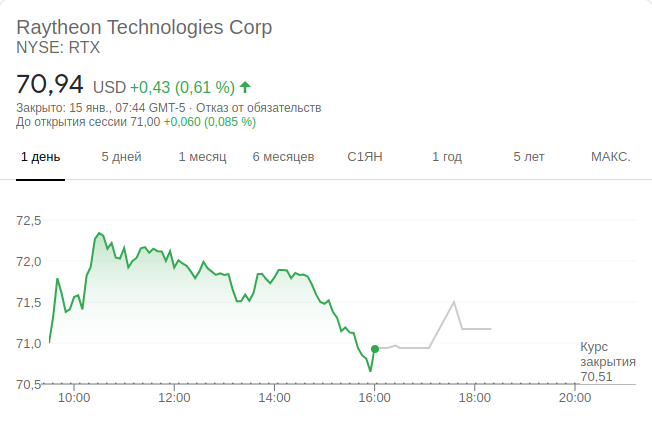 Raytheon Technologies Corp
NYSE: RTX
70,94 USD +0,43 (0,61 %)
Закрыто: 15 янв., 07:44 GMT-5 · Отказ от обязательств
До открытия сессии 71,00 +0,060 (0,085 %)
1 день 5 дней 1 месяц 6 месяцев С1ЯН 1 год 5 лет МАКС.
72,5
72,0
71,5
71,0
70,5
Курс
закрытия
70,51
10:00 12:00 14:00 16:00 18:00 20:00